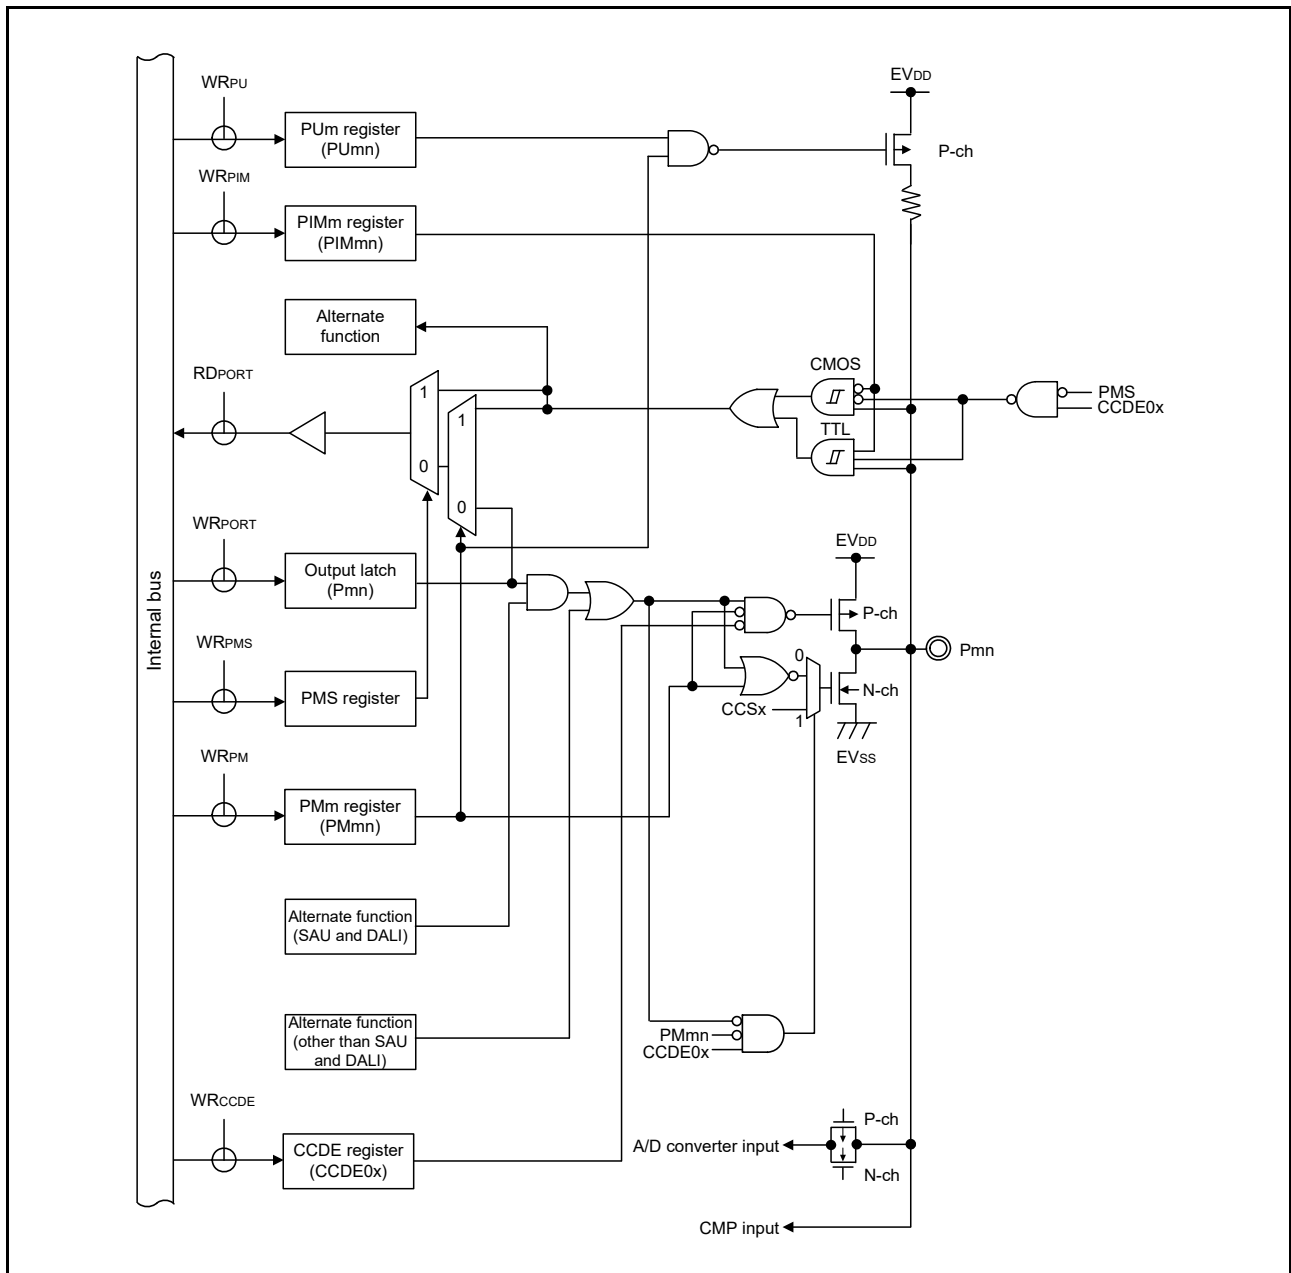 WRPU
PUm register
(PUmn)
EVDD
P-ch
WRPIM
PIMm register
(PIMmn)
Alternate
function
RDPORT
1
0
1
0
CMOS
TTL
PMS
CCDE0x
WRPORT
Output latch
(Pmn)
EVDD
P-ch
Pmn
Internal bus
WRPMS
PMS register
0
CCSx
1
N-ch
EVSS
WRPM
PMm register
(PMmn)
Alternate function
(SAU and DALI)
Alternate function
(other than SAU
and DALI)
PMmn
CCDE0x
WRCCDE
CCDE register
(CCDE0x)
A/D converter input
P-ch
N-ch
CMP input